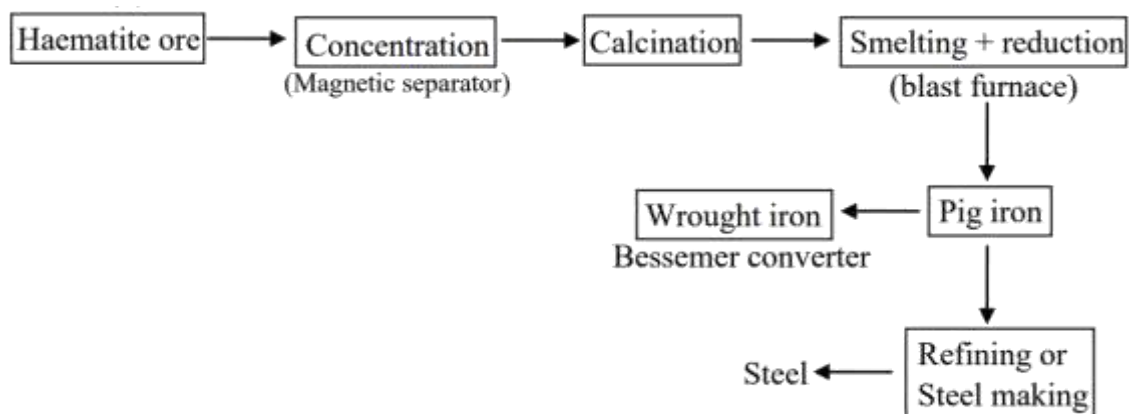 Haematite ore
Concentration
(Magnetic separator)
Calcination
Smelting + reduction
(blast furnace)
Wrought iron
Bessemer converter
Pig iron
Steel
Refining or
Steel making